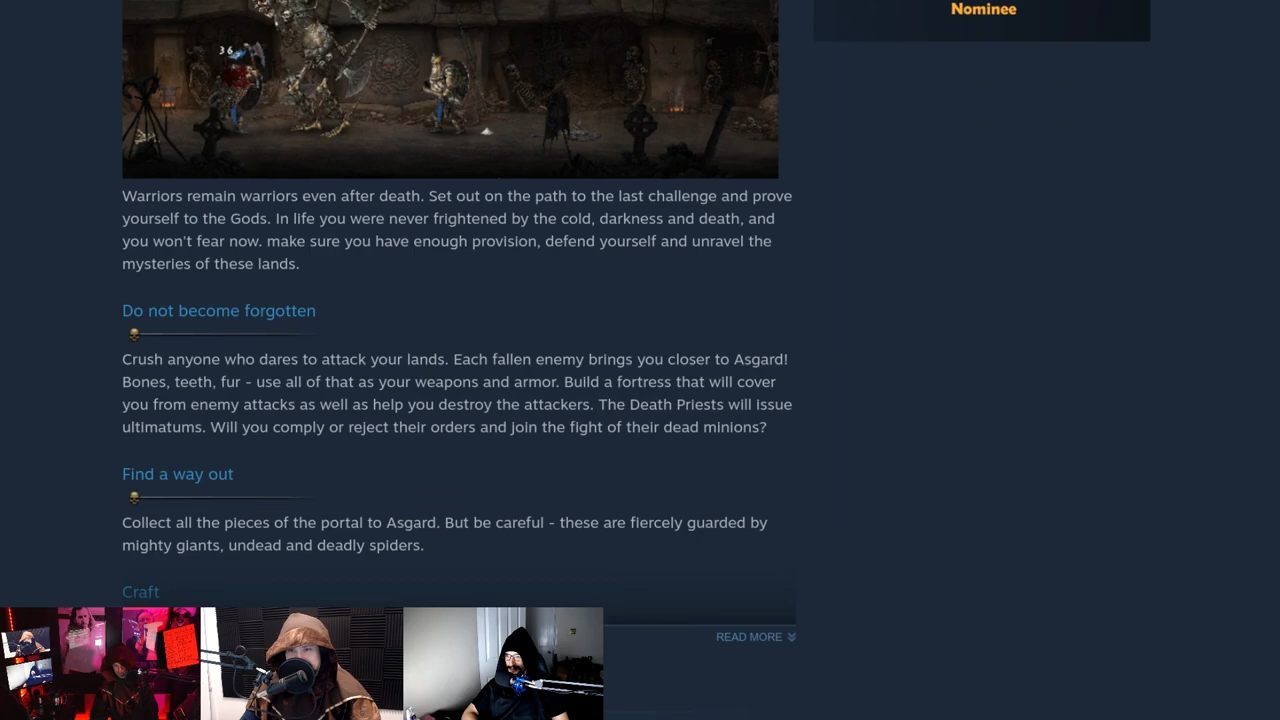 Nominee
36
Warriors remain warriors even after death. Set out on the path to the last challenge and prove
yourself to the Gods. In life you were never frightened by the cold, darkness and death, and
you won't fear now. make sure you have enough provision, defend yourself and unravel the
mysteries of these lands.
Do not become forgotten
Crush anyone who dares to attack your lands. Each fallen enemy brings you closer to Asgard!
Bones, teeth, fur - use all of that as your weapons and armor. Build a fortress that will cover
you from enemy attacks as well as help you destroy the attackers. The Death Priests will issue
ultimatums. Will you comply or reject their orders and join the fight of their dead minions?
Find a way out
Collect all the pieces of the portal to Asgard. But be careful - these are fiercely guarded by
mighty giants, undead and deadly spiders.
Craft
READ MORE